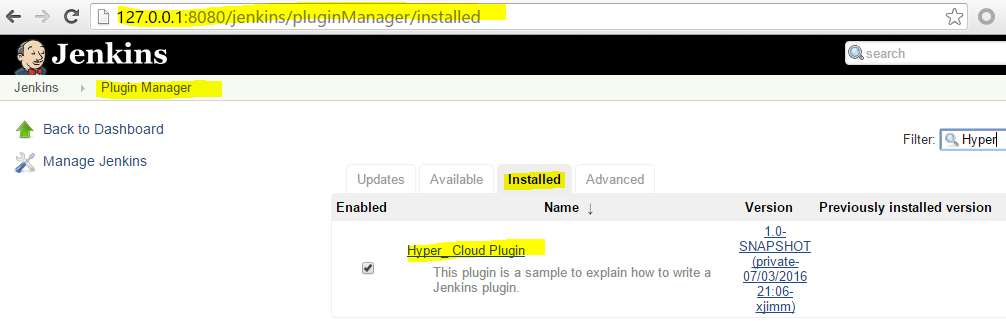 127.0.0.1:8080/jenkins/pluginManager/installed
Jenkins
search
Jenkins
Plugin Manager
Back to Dashboard
Manage Jenkins
Filter: Hyper
Updates Available Installed Advanced
Enabled Name ↓ Version Previously installed version
Hyper_ Cloud Plugin
This plugin is a sample to explain how to write a
Jenkins plugin.
1.0-
SNAPSHOT
(private-
07/03/2016
21:06-
xjimm)